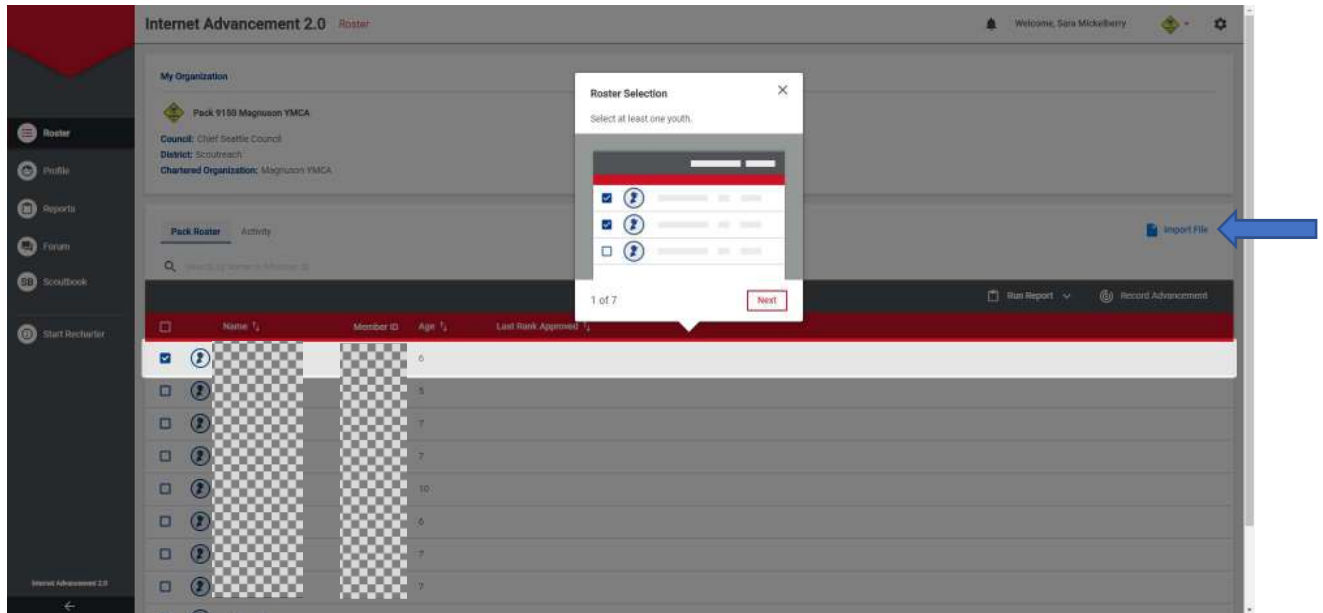 Internet Advancement 2.0 Roster
Welcome, Sara Mickelberry
My Organization
Pack 9150 Magnuson YMCA
Council: Chief Seattle Council
District: Scoutreach
Chartered Organization: Magnuson YMCA
Roster
Profile
Reports
Forum
SB Scoutbook
Start Recharter
Roster Selection
Select at least one youth.
1 of 7 Next
Pack Roster Activity
Import File
Run Report Record Advancement
Name Member ID Age Last Rank Approved
6
5
7
7
10
6
7
7
Internet Advancement 2.0